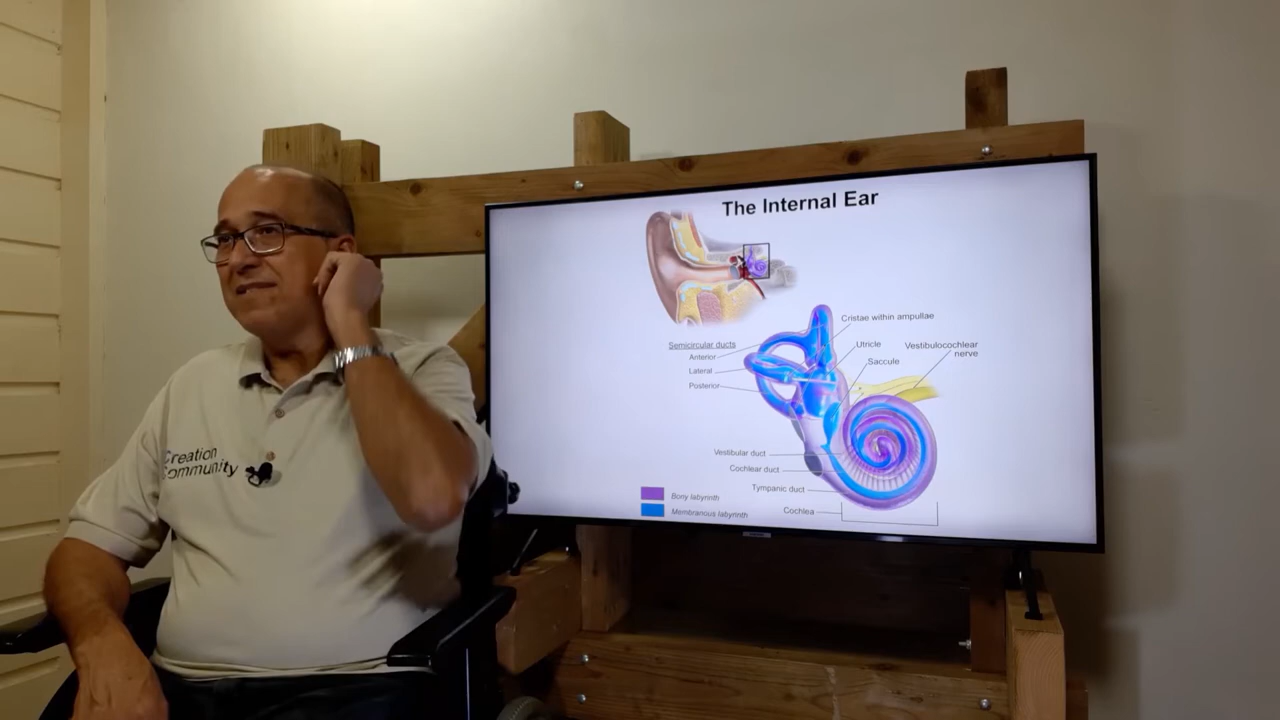 Creation
Community
The Internal Ear
Cristae within ampullae
Semicircular ducts
Utricle
Vestibulocochlear
nerve
Anterior
Saccule
Lateral
Posterior
Vestibular duct
Cochlear duct
Tympanic duct
Bony labyrinth
Membranous labyrinth
Cochlea